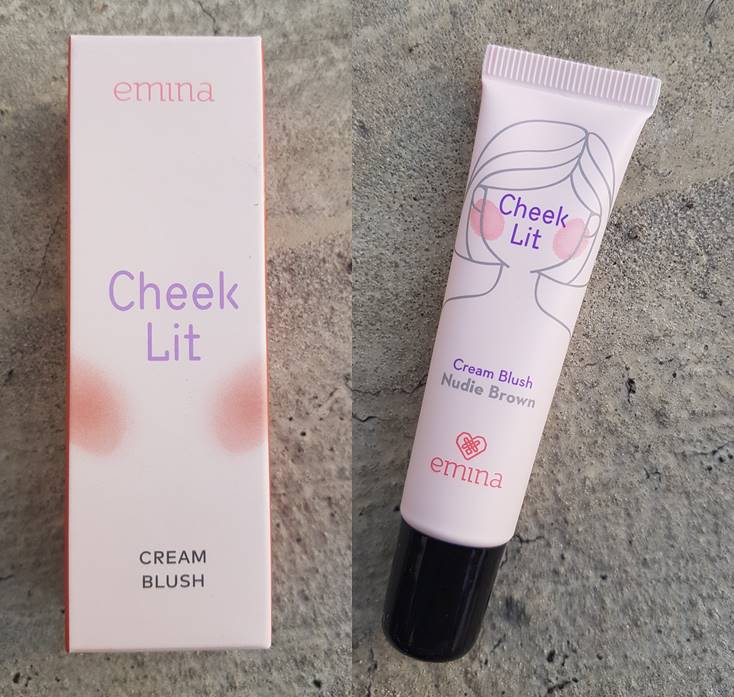 emina
Cheek
Lit
CREAM
BLUSH
Cheek
Lit
Cream Blush
Nudie Brown
emina